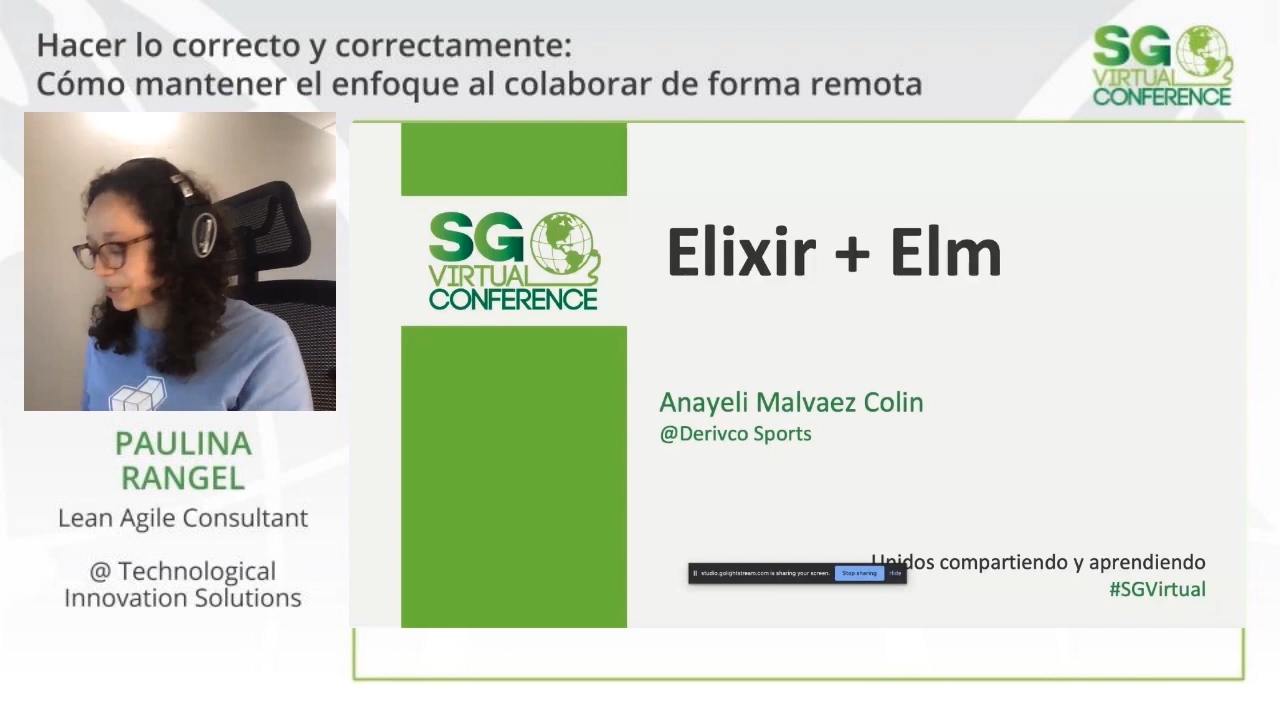 Hacer lo correcto y correctamente:
Cómo mantener el enfoque al colaborar de forma remota
SG
VIRTUAL
CONFERENCE
PAULINA
RANGEL
Lean Agile Consultant
@ Technological
Innovation Solutions
SG
VIRTUAL
CONFERENCE
Elixir + Elm
Anayeli Malvaez Colin
@Derivco Sports
Unidos compartiendo y aprendiendo
#SGVirtual
studio.golightstream.com is sharing your screen.
Stop sharing
Hide